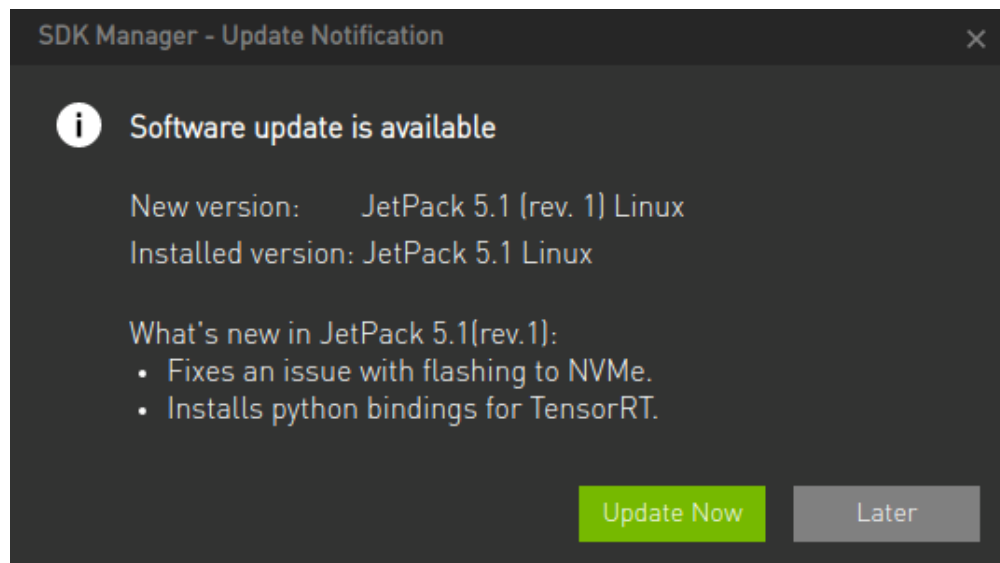 SDK Manager - Update Notification
Software update is available
New version: JetPack 5.1 (rev. 1) Linux
Installed version: JetPack 5.1 Linux
What's new in JetPack 5.1(rev.1):
• Fixes an issue with flashing to NVMe.
• Installs python bindings for TensorRT.
Update Now Later